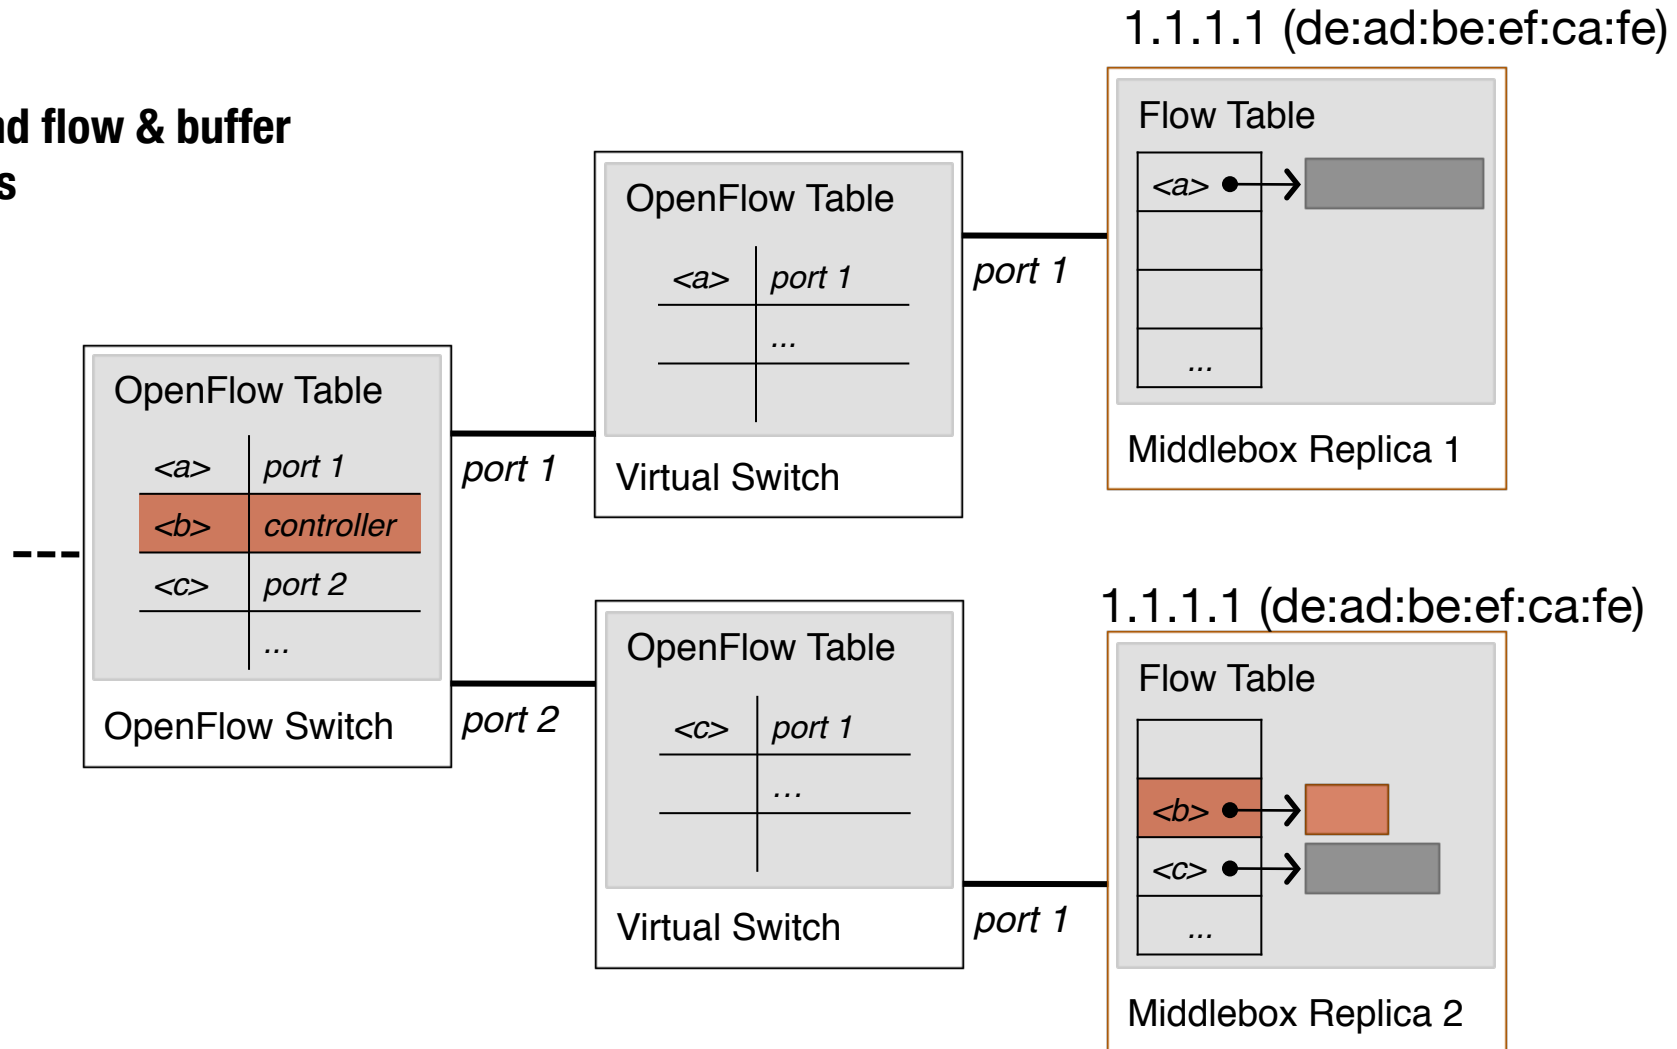 1.1.1.1 (de:ad:be:ef:ca:fe)
flow & buffer
Flow Table
<a>
...
Middlebox Replica 1
OpenFlow Table
<a> port 1
...
Virtual Switch
port 1
OpenFlow Table
<a> port 1
<b> controller
<c> port 2
...
OpenFlow Switch
port 1
port 2
1.1.1.1 (de:ad:be:ef:ca:fe)
OpenFlow Table
<c> port 1
...
Virtual Switch
port 1
Flow Table
<b>
<c>
...
Middlebox Replica 2